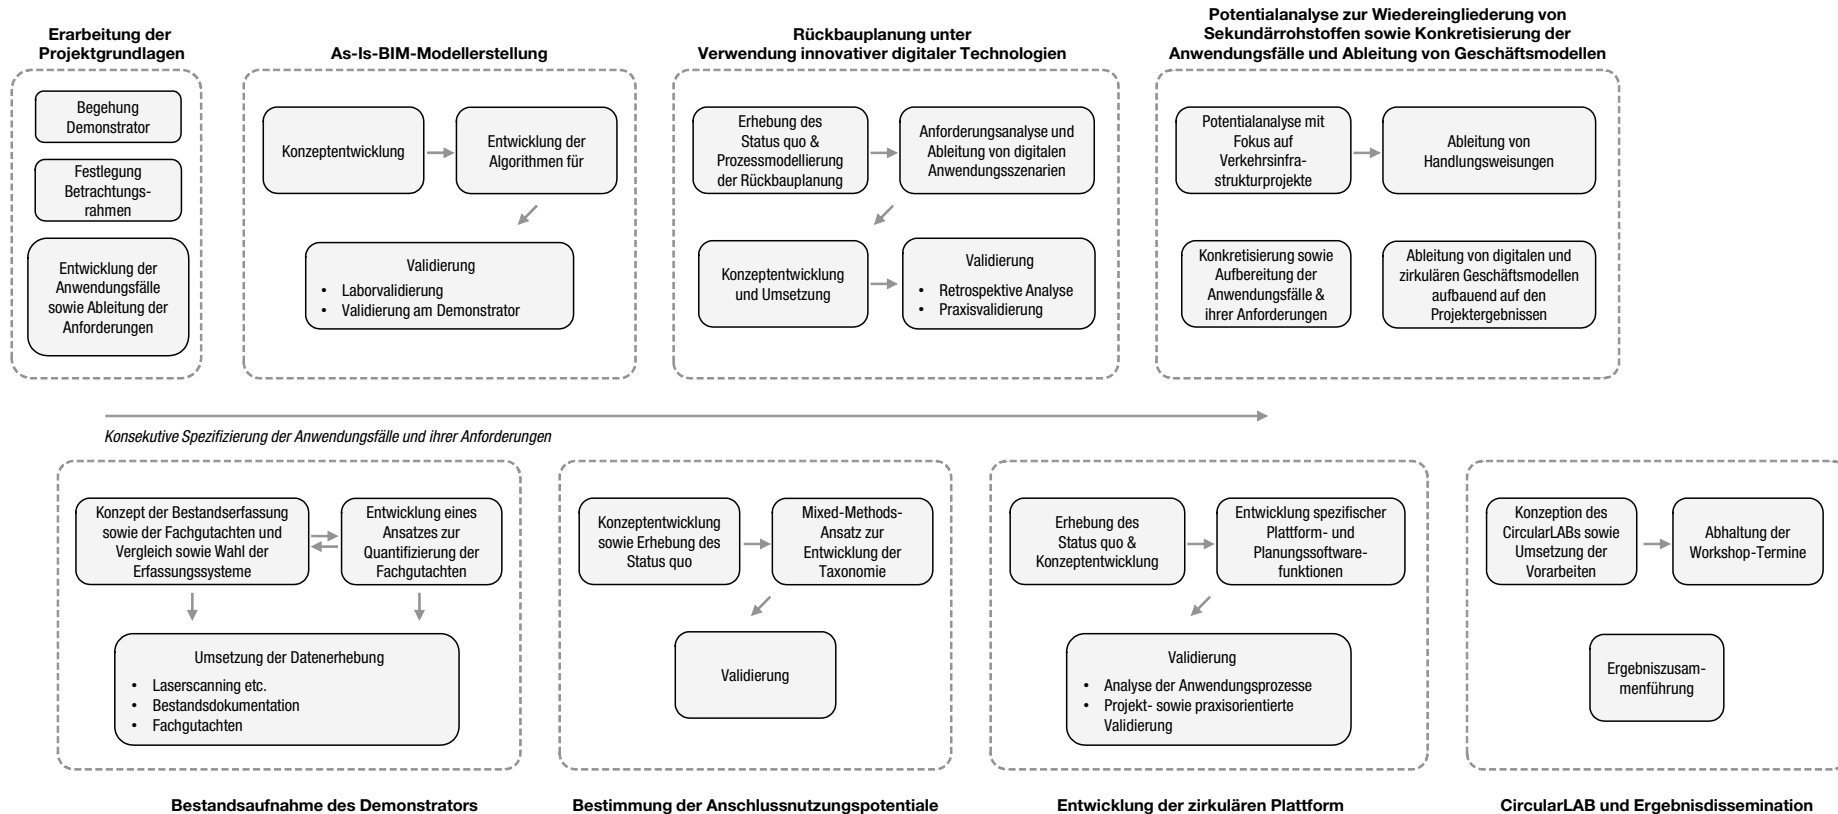 Erarbeitung der
Projektgrundlagen
Begehung
Demonstrator
Festlegung
Betrachtungs-
rahmen
Entwicklung der
Anwendungsfälle
sowie Ableitung der
Anforderungen
As-Is-BIM-Modellerstellung
Konzeptentwicklung
Entwicklung der
Algorithmen für
Validierung
• Laborvalidierung
• Validierung am Demonstrator
Rückbauplanung unter
Verwendung innovativer digitaler Technologien
Erhebung des
Status quo &
Prozessmodellierung
der Rückbauplanung
Anforderungsanalyse und
Ableitung von digitalen
Anwendungsszenarien
Konzeptentwicklung
und Umsetzung
Validierung
• Retrospektive Analyse
• Praxisvalidierung
Potentialanalyse zur Wiedereingliederung von
Sekundärrohstoffen sowie Konkretisierung der
Anwendungsfälle und Ableitung von Geschäftsmodellen
Potentialanalyse mit
Fokus auf
Verkehrsinfra-
strukturprojekte
Ableitung von
Handlungsweisungen
Konkretisierung sowie
Aufbereitung der
Anwendungsfälle &
ihrer Anforderungen
Ableitung von digitalen und
zirkulären Geschäftsmodellen
aufbauend auf den
Projektergebnissen
Konsekutive Spezifizierung der Anwendungsfälle und ihrer Anforderungen
Konzept der Bestandserfassung
sowie der Fachgutachten und
Vergleich sowie Wahl der
Erfassungssysteme
Entwicklung eines
Ansatzes zur
Quantifizierung der
Fachgutachten
Umsetzung der Datenerhebung
• Laserscanning etc.
• Bestandsdokumentation
• Fachgutachten
Bestandsaufnahme des Demonstrators
Konzeptentwicklung
sowie Erhebung des
Status quo
Mixed-Methods-
Ansatz zur
Entwicklung der
Taxonomie
Validierung
Bestimmung der Anschlussnutzungspotentiale
Erhebung des
Status quo &
Konzeptentwicklung
Entwicklung spezifischer
Plattform- und
Planungssoftware-
funktionen
Validierung
• Analyse der Anwendungsprozesse
• Projekt- sowie praxisorientierte
Validierung
Entwicklung der zirkulären Plattform
Konzeption des
CircularLABs sowie
Umsetzung der
Vorarbeiten
Abhaltung der
Workshop-Termine
Ergebniszusam-
menführung
CircularLAB und Ergebnisdissemination